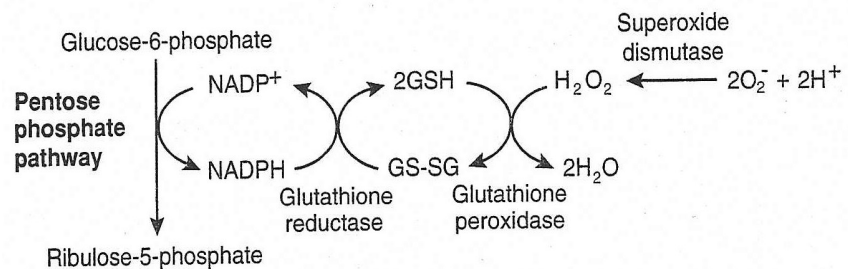 Superoxide
dismutase
Glucose-6-phosphate
NADP+
2GSH
H2O2
2O2- + 2H+
Pentose
phosphate
pathway
NADPH
GS-SG
2H2O
Glutathione
reductase
Glutathione
peroxidase
Ribulose-5-phosphate